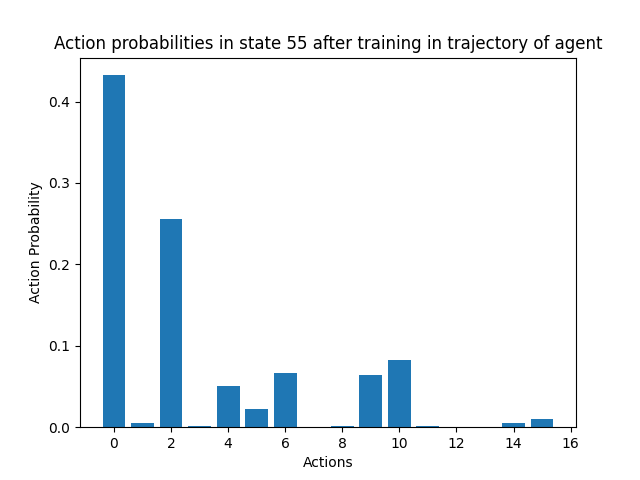 Action probabilities in state 55 after training in trajectory of agent
0.4
0.3
0.2
0.1
0.0
Action Probability
0 2 4 6 8 10 12 14 16
Actions